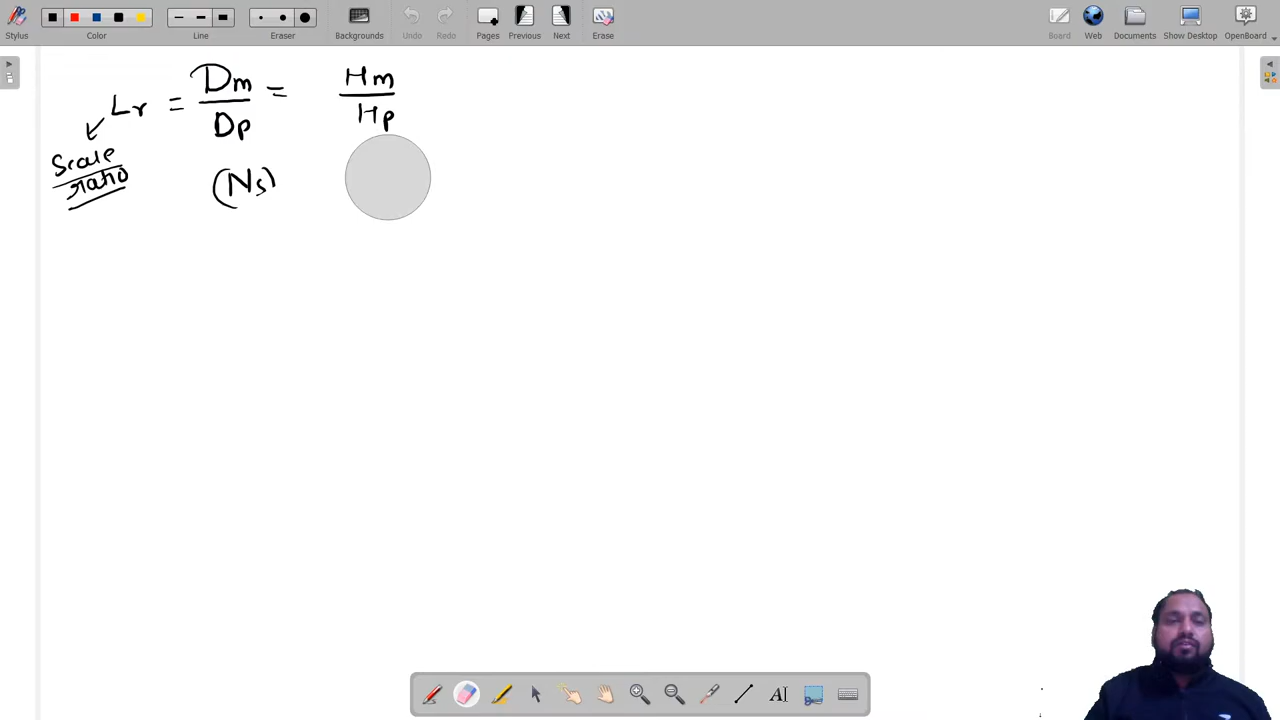 Stylus
Color
Line
Eraser
Backgrounds
Undo
Redo
Pages
Previous
Next
Erase
Board
Web
Documents
Show Desktop
OpenBoard
Lr = Dm/Dp = Hm/Hp
Scale
ratio
(Ns)